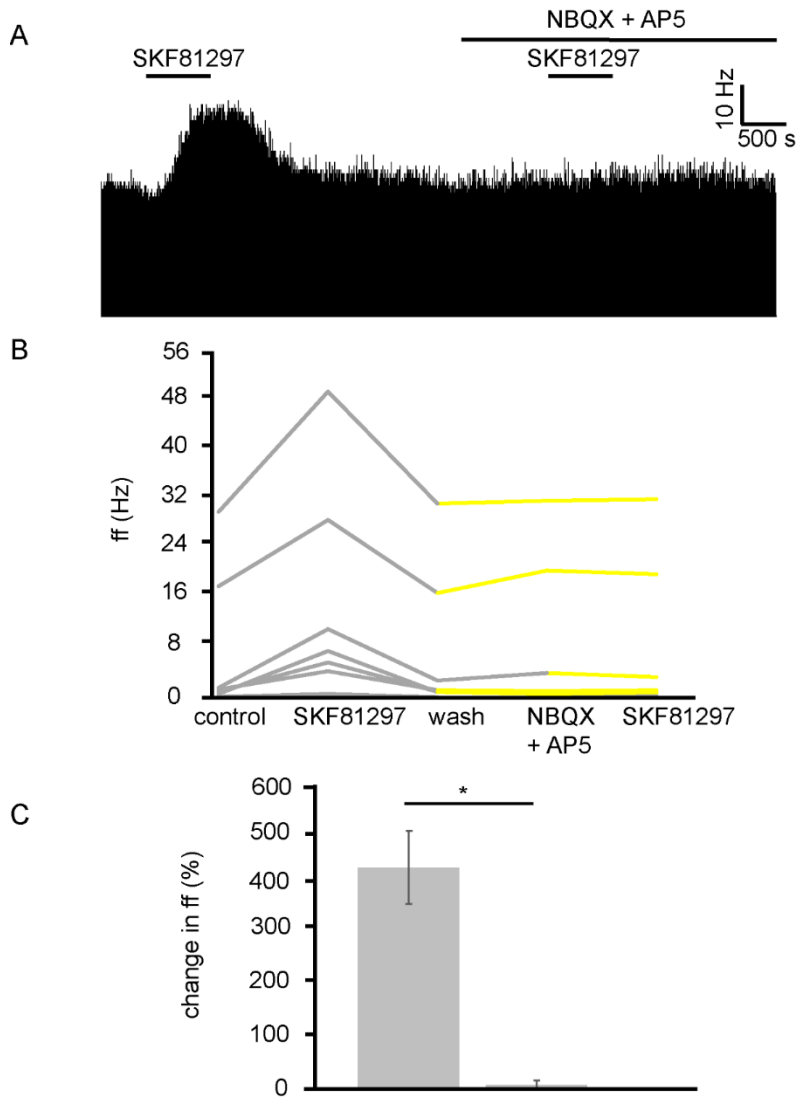 A
NBQX + AP5
SKF81297
SKF81297
10 Hz
500 s
B
56
48
40
32
24
16
8
0
ff (Hz)
control
SKF81297
wash
NBQX
+ AP5
SKF81297
C
600
500
400
300
200
100
0
change in ff (%)
*